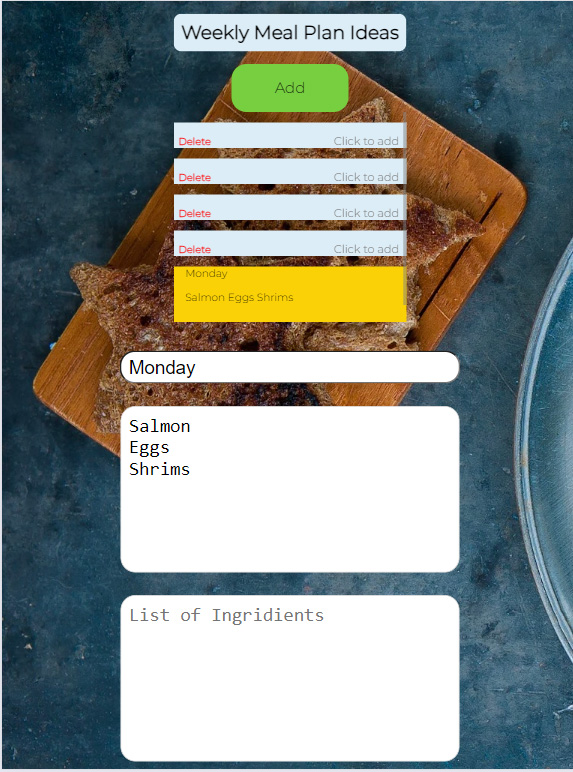 Weekly Meal Plan Ideas
Add
Delete Click to add
Delete Click to add
Delete Click to add
Delete Click to add
Monday
Salmon Eggs Shrims
Monday
Salmon
Eggs
Shrims
List of Ingridients